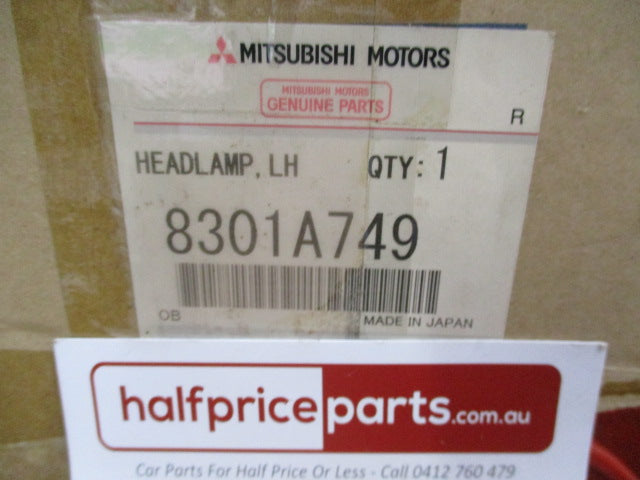 MITSUBISHI MOTORS
MITSUBISHI MOTORS
GENUINE PARTS
R
HEADLAMP, LH QTY: 1
8301A749
OB MADE IN JAPAN
halfpriceparts.com.au
Car Parts For Half Price Or Less - Call 0412 760 479